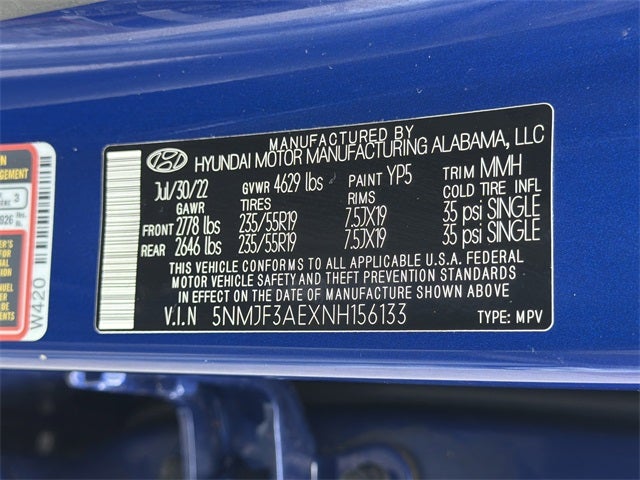 MANUFACTURED BY
HYUNDAI MOTOR MANUFACTURING ALABAMA, LLC
Jul/30/22 GVWR 4629 lbs PAINT YP5 TRIM MMH
GAWR TIRES RIMS COLD TIRE INFL
FRONT 2778 lbs 235/55R19 7.5JX19 35 psi SINGLE
REAR 2646 lbs 235/55R19 7.5JX19 35 psi SINGLE
THIS VEHICLE CONFORMS TO ALL APPLICABLE U.S.A. FEDERAL
MOTOR VEHICLE SAFETY AND THEFT PREVENTION STANDARDS
IN EFFECT ON THE DATE OF MANUFACTURE SHOWN ABOVE
V.I.N 5NMJF3AEXNH156133 TYPE: MPV
W420
3
926